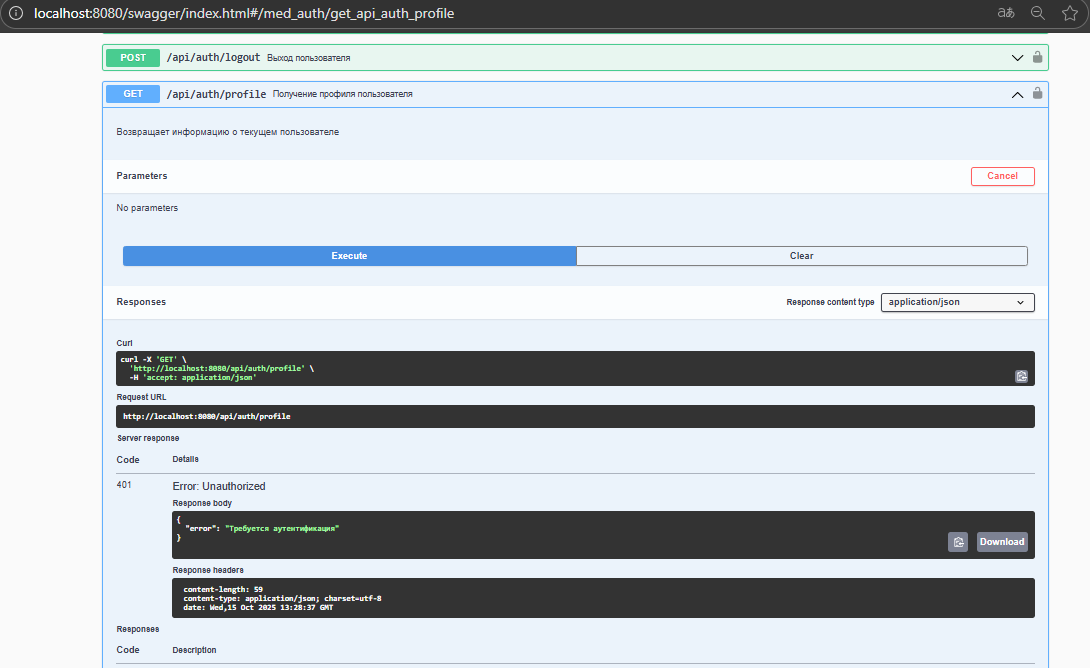 localhost:8080/swagger/index.html#/med_auth/get_api_auth_profile
aあ
POST /api/auth/logout Выход пользователя
GET /api/auth/profile Получение профиля пользователя
Возвращает информацию о текущем пользователе
Parameters Cancel
No parameters
Execute Clear
Responses Response content type application/json
Curl
curl -X 'GET' \
'http://localhost:8080/api/auth/profile' \
-H 'accept: application/json'
Request URL
http://localhost:8080/api/auth/profile
Server response
Code Details
401 Error: Unauthorized
Response body
{
"error": "Требуется аутентификация"
}
Download
Response headers
content-length: 59
content-type: application/json; charset=utf-8
date: Wed,15 Oct 2025 13:28:37 GMT
Responses
Code Description